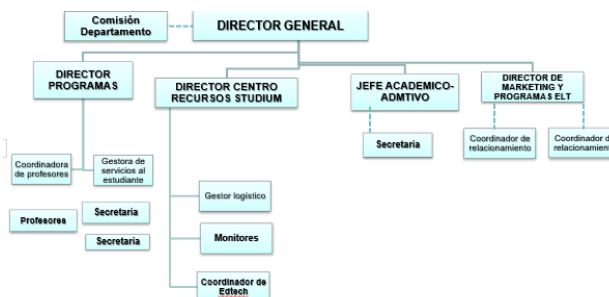 Comisión
Departamento
DIRECTOR GENERAL
DIRECTOR
PROGRAMAS
DIRECTOR CENTRO
RECURSOS STUDIUM
JEFE ACADEMICO-
ADMTIVO
DIRECTOR DE
MARKETING Y
PROGRAMAS ELT
Coordinadora
de profesores
Gestora de
servicios al
estudiante
Secretaria
Coordinador de
relacionamiento
Coordinador d
relacionamient
Profesores
Secretaria
Secretaria
Gestor logístico
Monitores
Coordinador de
Edtech